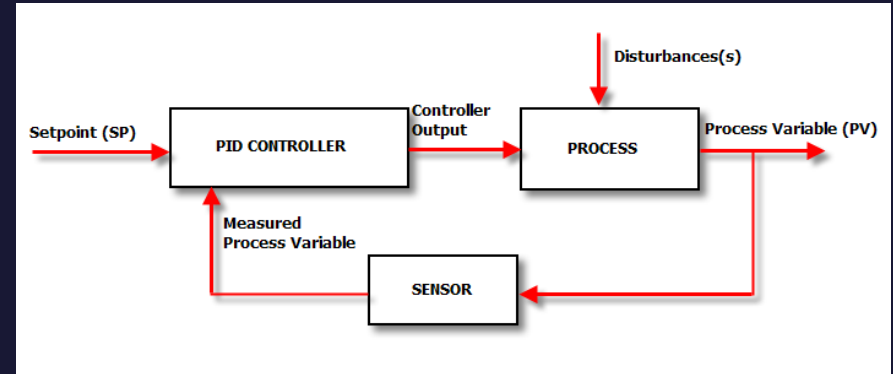 Disturbances(s)
Setpoint (SP)
PID CONTROLLER
Controller
Output
PROCESS
Process Variable (PV)
Measured
Process Variable
SENSOR